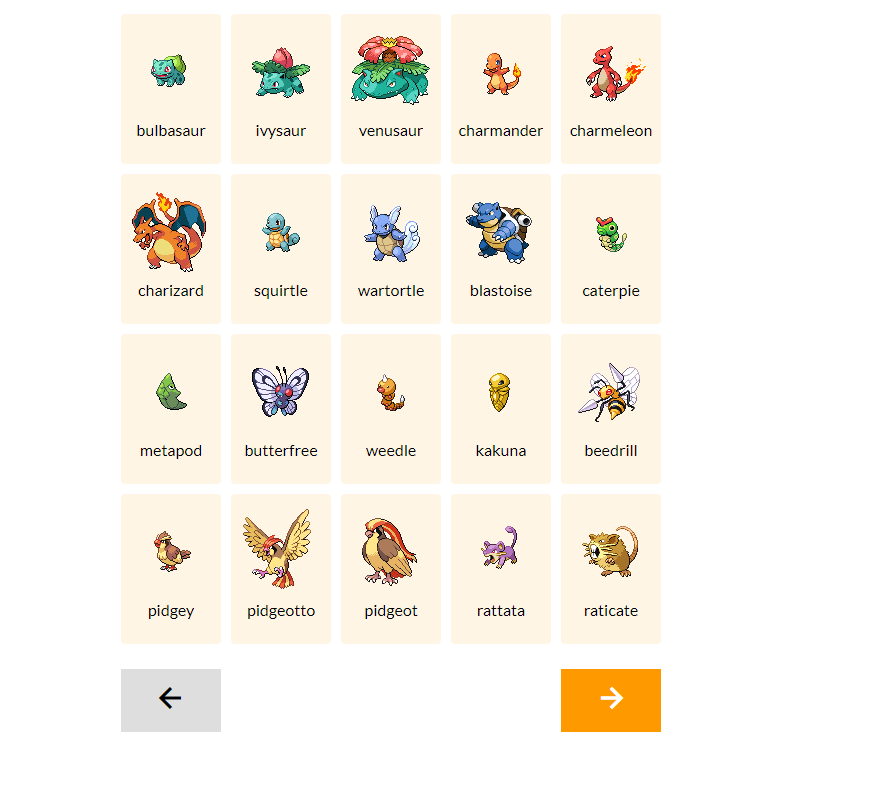 bulbasaur ivysaur venusaur charmander charmeleon
charizard squirtle wartortle blastoise caterpie
metapod butterfree weedle kakuna beedrill
pidgey pidgeotto pidgeot rattata raticate